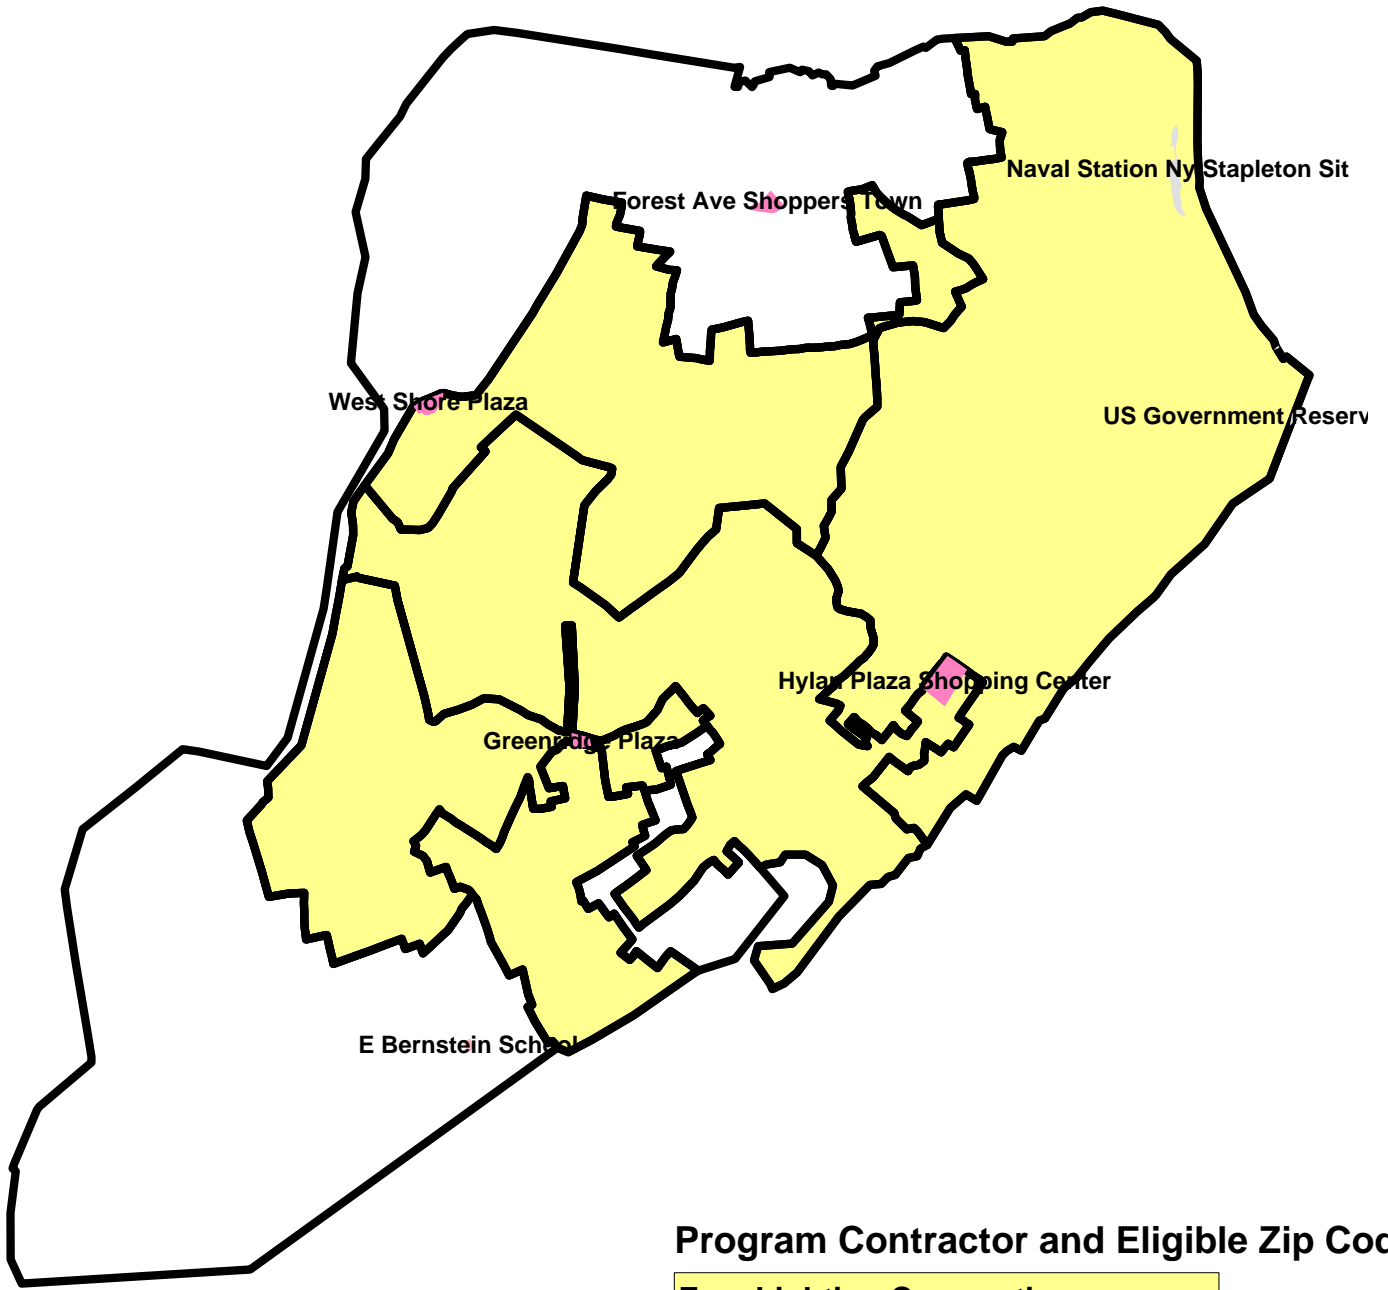 Naval Station Ny Stapleton Sit
Forest Ave Shoppers Town
West Shore Plaza
US Government Reserv
Hylan Plaza Shopping Center
Greenridge Plaza
E Bernstein School
Program Contractor and Eligible Zip Cod